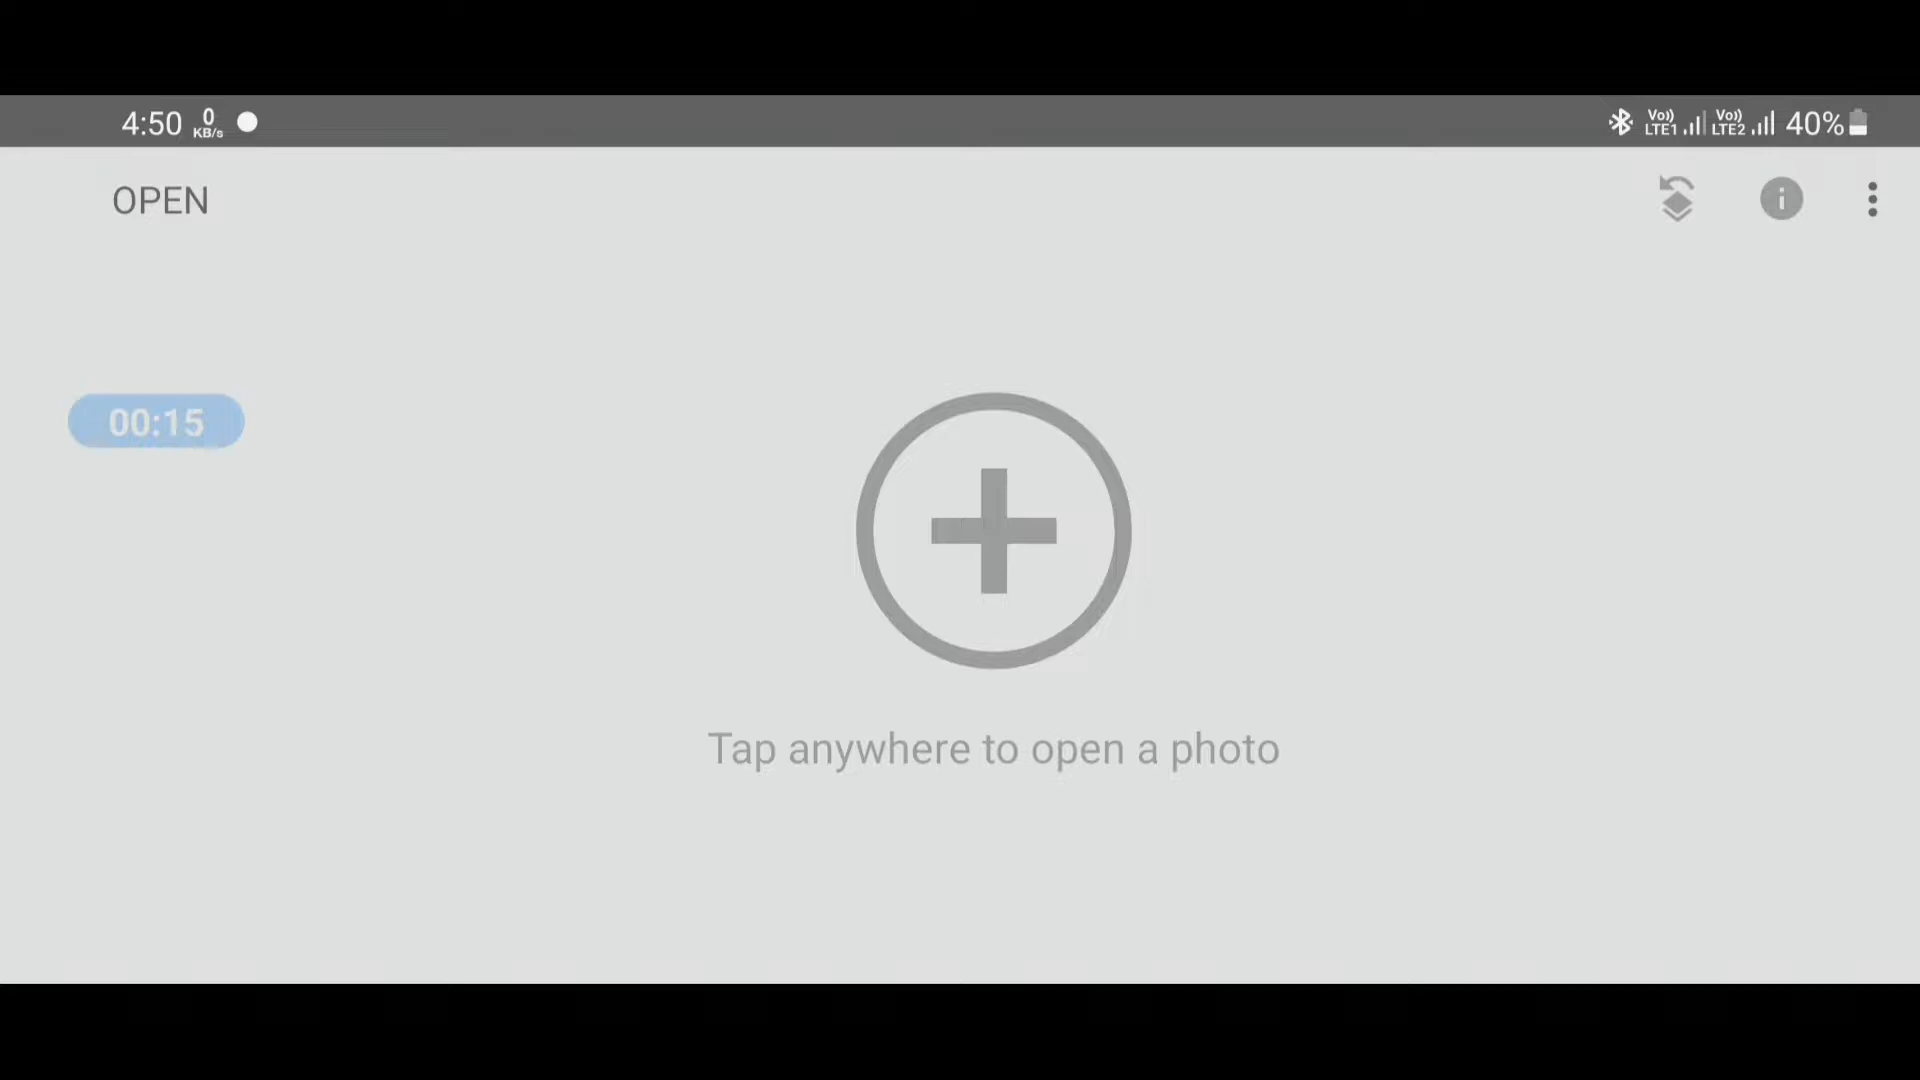 4:50 0 KB/s Vo)) LTE1 Vo)) LTE2 40%
OPEN
00:15
Tap anywhere to open a photo